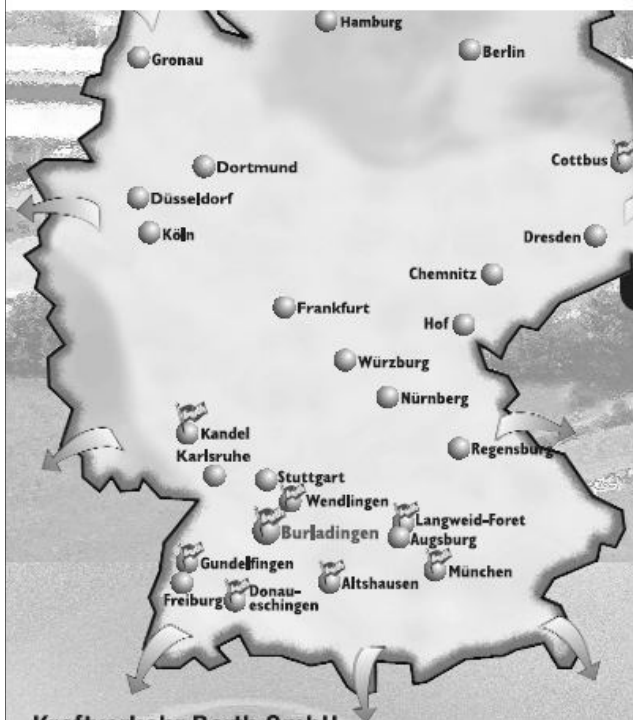 Hamburg
Berlin
Gronau
Cottbus
Dortmund
Düsseldorf
Köln
Dresden
Chemnitz
Frankfurt
Hof
Würzburg
Nürnberg
Kandel
Karlsruhe
Regensburg
Stuttgart
Wendlingen
Langweid-Foret
Burladingen
Augsburg
Gundelfingen
München
Altshausen
Freiburg
Donau-
eschingen